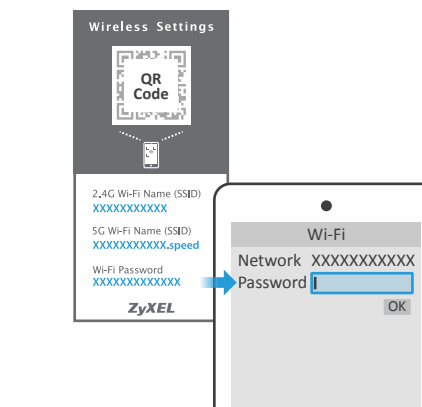 Wireless Settings
QR
Code
2.4G Wi-Fi Name (SSID)
XXXXXXXXXXX
5G Wi-Fi Name (SSID)
XXXXXXXXXXX.speed
Wi-Fi Password
XXXXXXXXXXXXX
ZyXEL
Wi-Fi
Network XXXXXXXXXXX
Password
OK